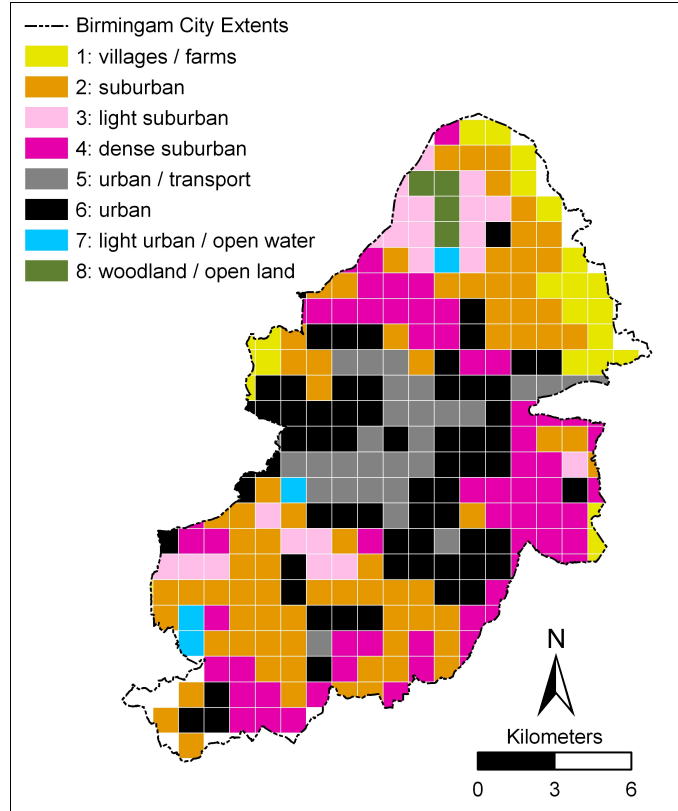 Birmingam City Extents
1: villages / farms
2: suburban
3: light suburban
4: dense suburban
5: urban / transport
6: urban
7: light urban / open water
8: woodland / open land
N
Kilometers
0 3 6